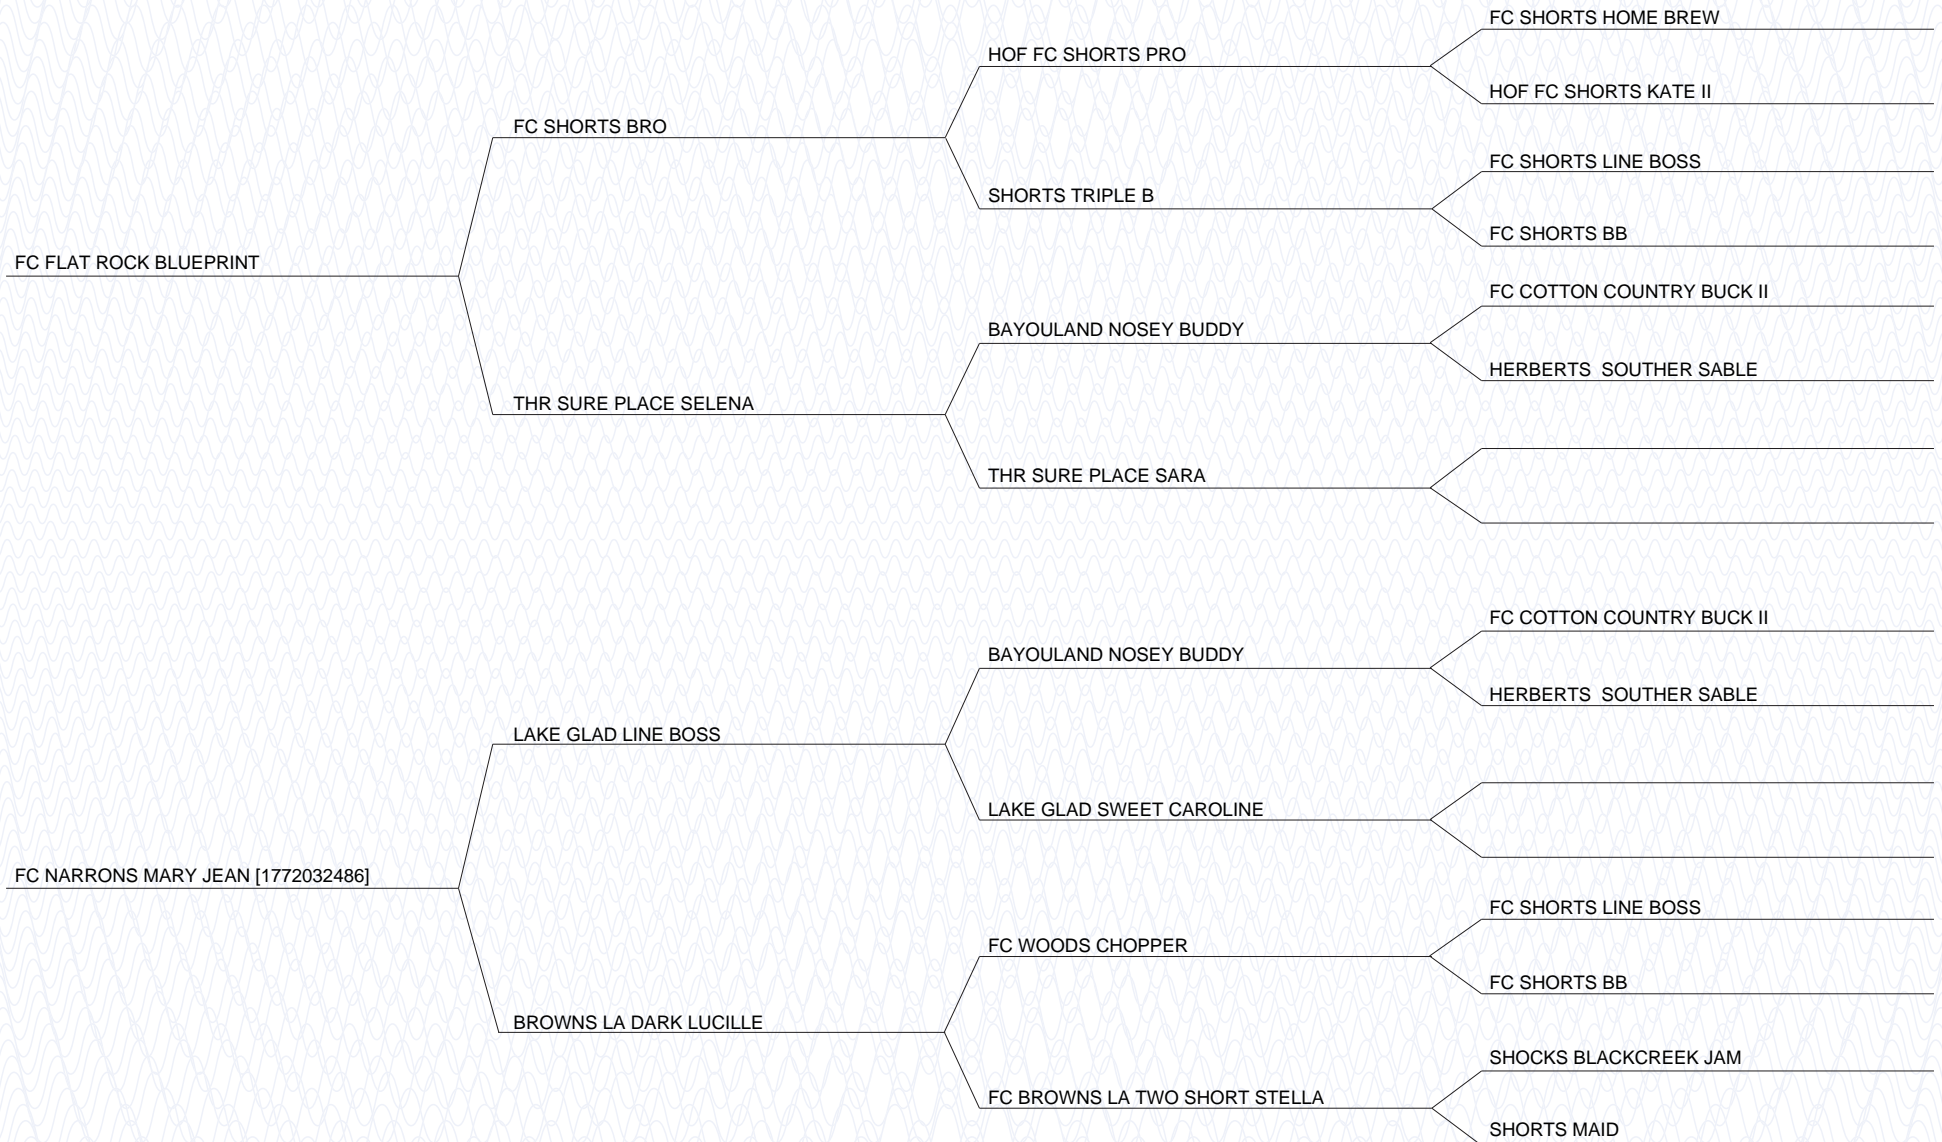 FC SHORTS HOME BREW
HOF FC SHORTS PRO
HOF FC SHORTS KATE II
FC SHORTS BRO
FC SHORTS LINE BOSS
SHORTS TRIPLE B
FC SHORTS BB
FC FLAT ROCK BLUEPRINT
FC COTTON COUNTRY BUCK II
BAYOULAND NOSEY BUDDY
HERBERTS  SOUTHER SABLE
THR SURE PLACE SELENA
THR SURE PLACE SARA
FC COTTON COUNTRY BUCK II
BAYOULAND NOSEY BUDDY
HERBERTS  SOUTHER SABLE
LAKE GLAD LINE BOSS
LAKE GLAD SWEET CAROLINE
FC NARRONS MARY JEAN [1772032486]
FC SHORTS LINE BOSS
FC WOODS CHOPPER
FC SHORTS BB
BROWNS LA DARK LUCILLE
SHOCKS BLACKCREEK JAM
FC BROWNS LA TWO SHORT STELLA
SHORTS MAID